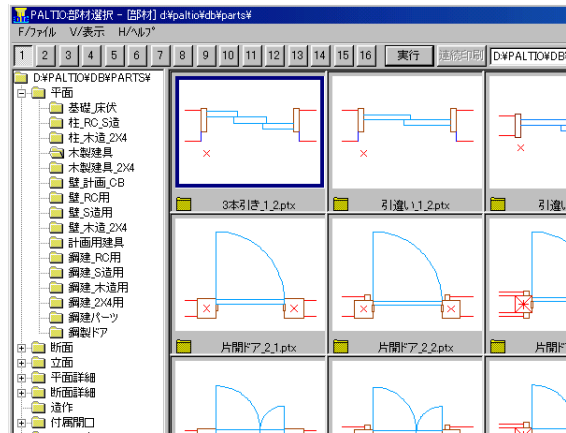 PALTIO:部材選択 - [部材] d:¥paltio¥db¥parts¥
F/ファイル V/表示 H/ヘルプ
1 2 3 4 5 6 7 8 9 10 11 12 13 14 15 16 実行 連続印刷 D:¥PALTIO¥DB
D:¥PALTIO¥DB¥PARTS¥
平面
基礎_床伏
柱_RC_S造
柱_木造_2X4
木製建具
木製建具_2X4
壁_計画_CB
壁_RC用
壁_S造用
壁_木造_2X4
計画用建具
鋼建_RC用
鋼建_S造用
鋼建_木造用
鋼建_2X4用
鋼建パーツ
鋼製ドア
断面
立面
平面詳細
断面詳細
造作
付属開口
3本引き_1_2.ptx
引違い_1_2.ptx
引違
片開ドア_2_1.ptx
片開ドア_2_2.ptx
片開ド